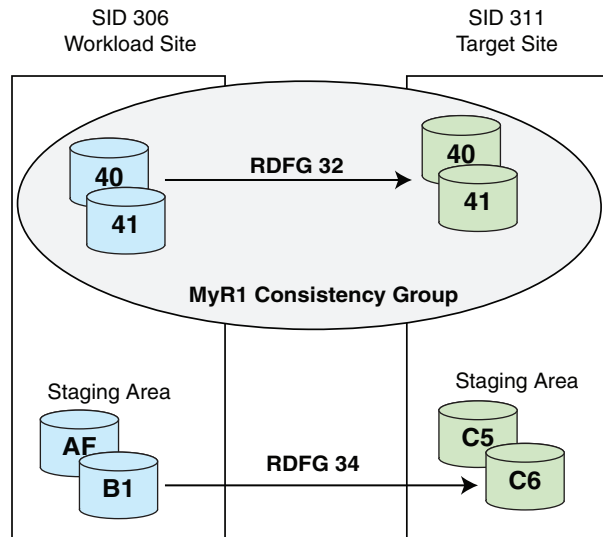 SID 306
Workload Site
SID 311
Target Site
40
41
RDFG 32
40
41
MyR1 Consistency Group
Staging Area
AF
B1
RDFG 34
Staging Area
C5
C6